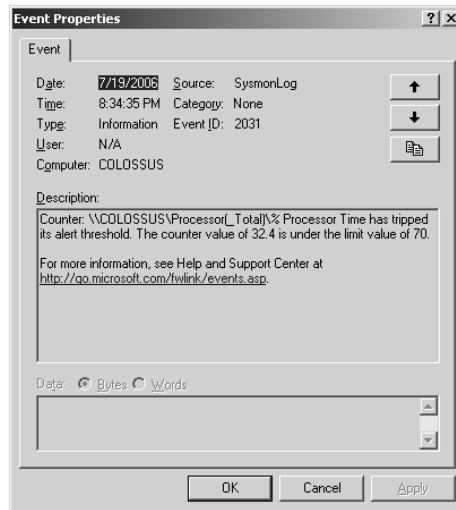 Event Properties
Event
Date: 7/19/2006 Source: SysmonLog
Time: 8:34:35 PM Category: None
Type: Information Event ID: 2031
User: N/A
Computer: COLOSSUS
Description:
Counter: \\COLOSSUS\Processor(_Total)\% Processor Time has tripped
its alert threshold. The counter value of 32.4 is under the limit value of 70.
For more information, see Help and Support Center at
http://go.microsoft.com/fwlink/events.asp.
Data: Bytes Words
OK Cancel Apply